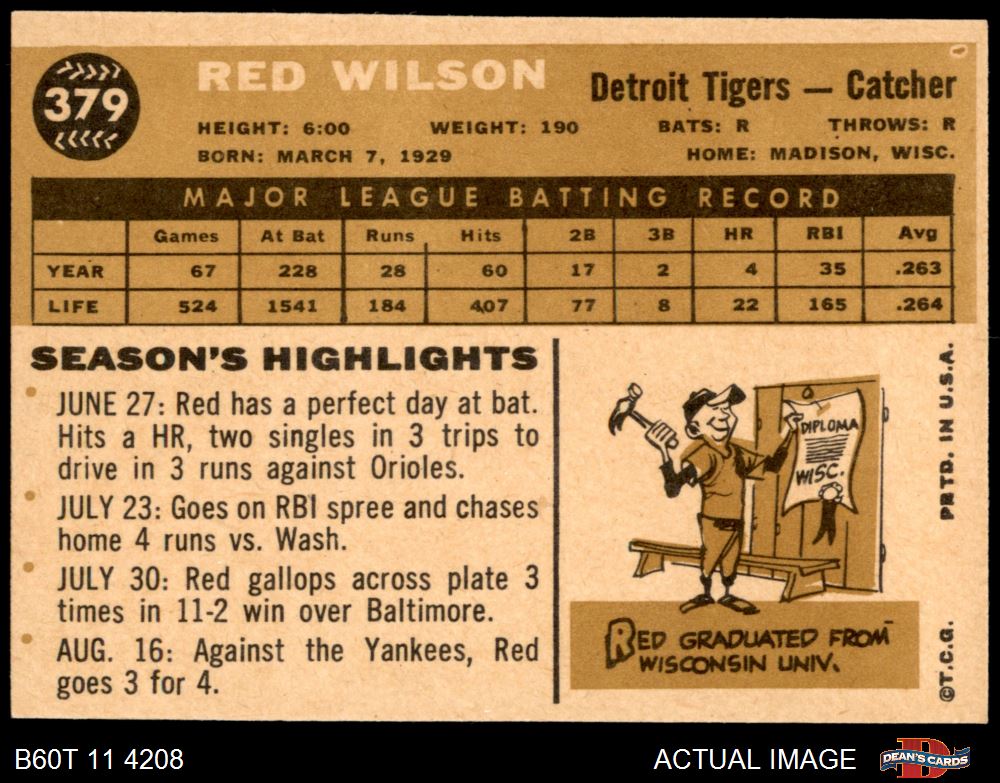 379
RED WILSON
Detroit Tigers — Catcher
HEIGHT: 6:00 WEIGHT: 190 BATS: R THROWS: R
BORN: MARCH 7, 1929 HOME: MADISON, WISC.
MAJOR LEAGUE BATTING RECORD
Games At Bat Runs Hits 2B 3B HR RBI Avg
YEAR 67 228 28 60 17 2 4 35 .263
LIFE 524 1541 184 407 77 8 22 165 .264
SEASON'S HIGHLIGHTS
JUNE 27: Red has a perfect day at bat.
Hits a HR, two singles in 3 trips to
drive in 3 runs against Orioles.
JULY 23: Goes on RBI spree and chases
home 4 runs vs. Wash.
JULY 30: Red gallops across plate 3
times in 11-2 win over Baltimore.
AUG. 16: Against the Yankees, Red
goes 3 for 4.
DIPLOMA
WISC.
RED GRADUATED FROM
WISCONSIN UNIV.
©T.C.G. PRTD. IN U.S.A.
B60T 11 4208
ACTUAL IMAGE
D
DEAN'S CARDS